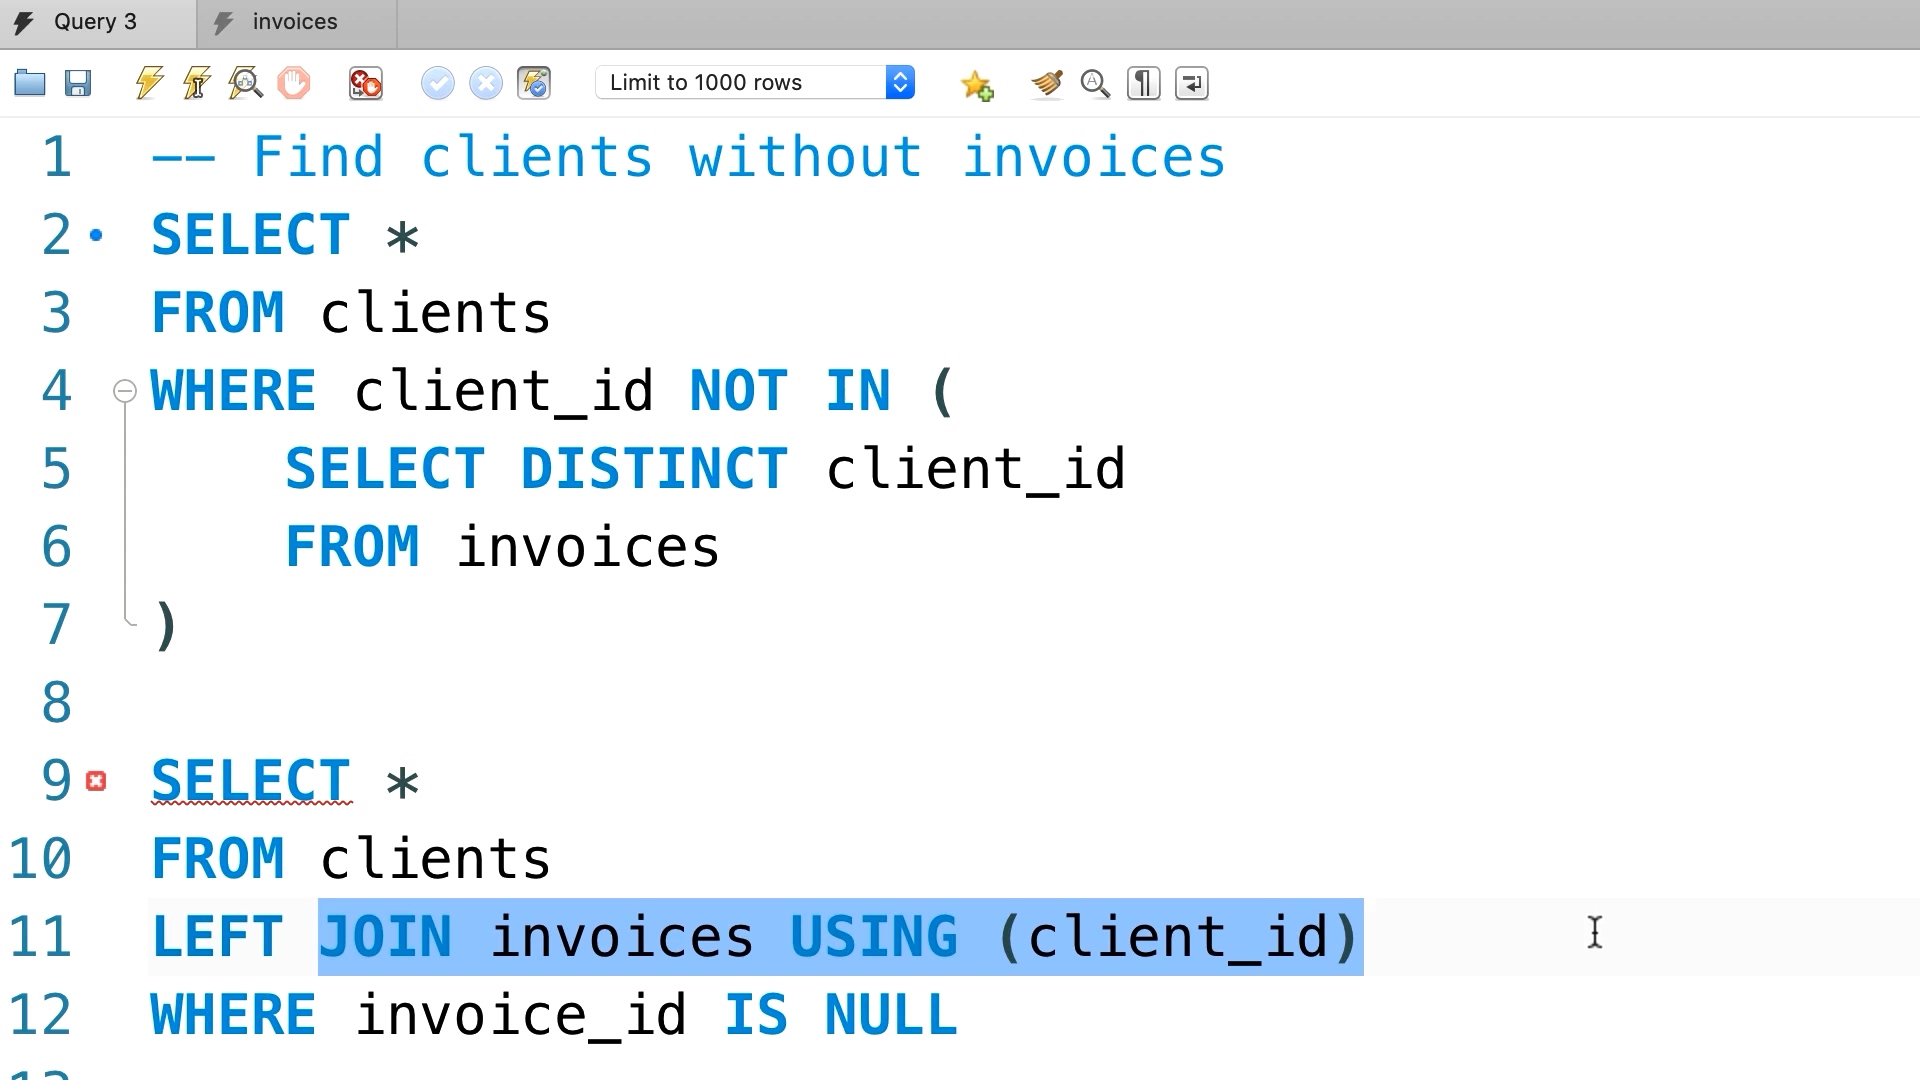 Query 3
invoices
Limit to 1000 rows
1 -- Find clients without invoices
2 SELECT *
3 FROM clients
4 WHERE client_id NOT IN (
5 SELECT DISTINCT client_id
6 FROM invoices
7 )
8
9 SELECT *
10 FROM clients
11 LEFT JOIN invoices USING (client_id)
12 WHERE invoice_id IS NULL
13